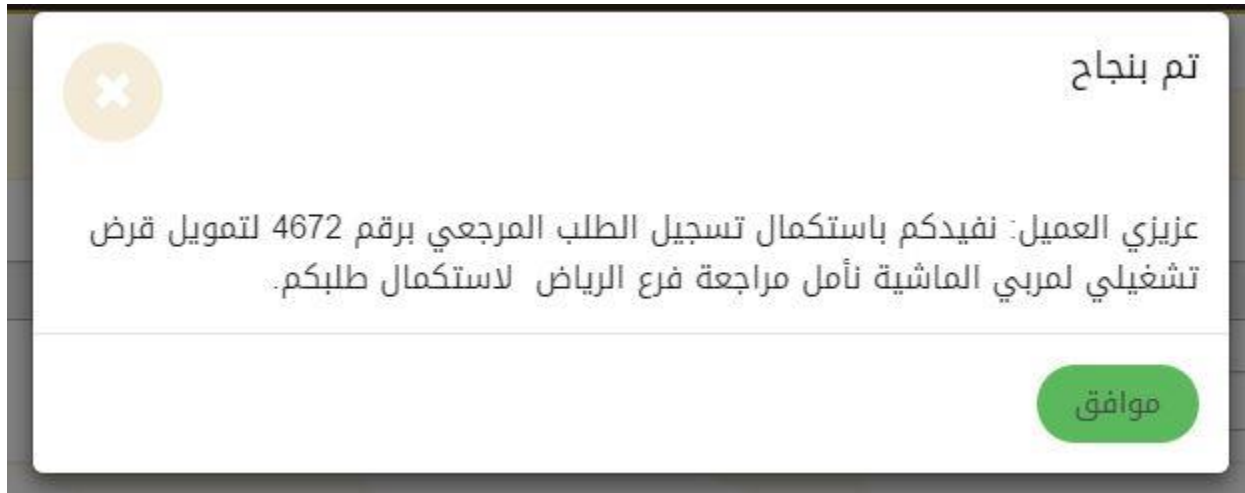 تم بنجاح
عزيزي العميل: نفيدكم باستكمال تسجيل الطلب المرجعي برقم 4672 لتمويل قرض
تشغيلي لمربي الماشية نأمل مراجعة فرع الرياض لاستكمال طلبكم.
موافق